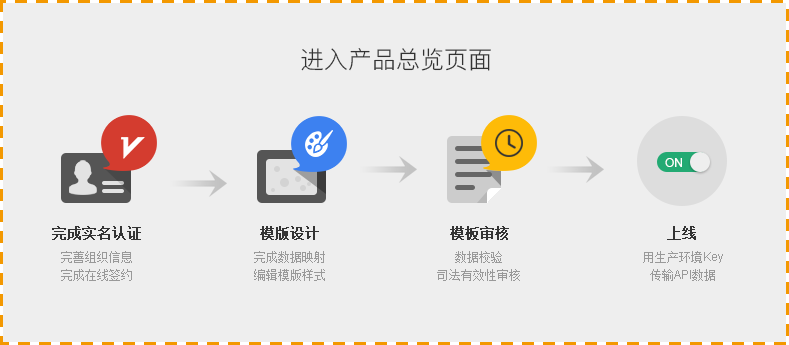 进入产品总览页面
ON
完成实名认证
模版设计
模板审核
上线
完善组织信息
完成数据映射
数据校验
用生产环境Key
完成在线签约
编辑模版样式
司法有效性审核
传输API数据